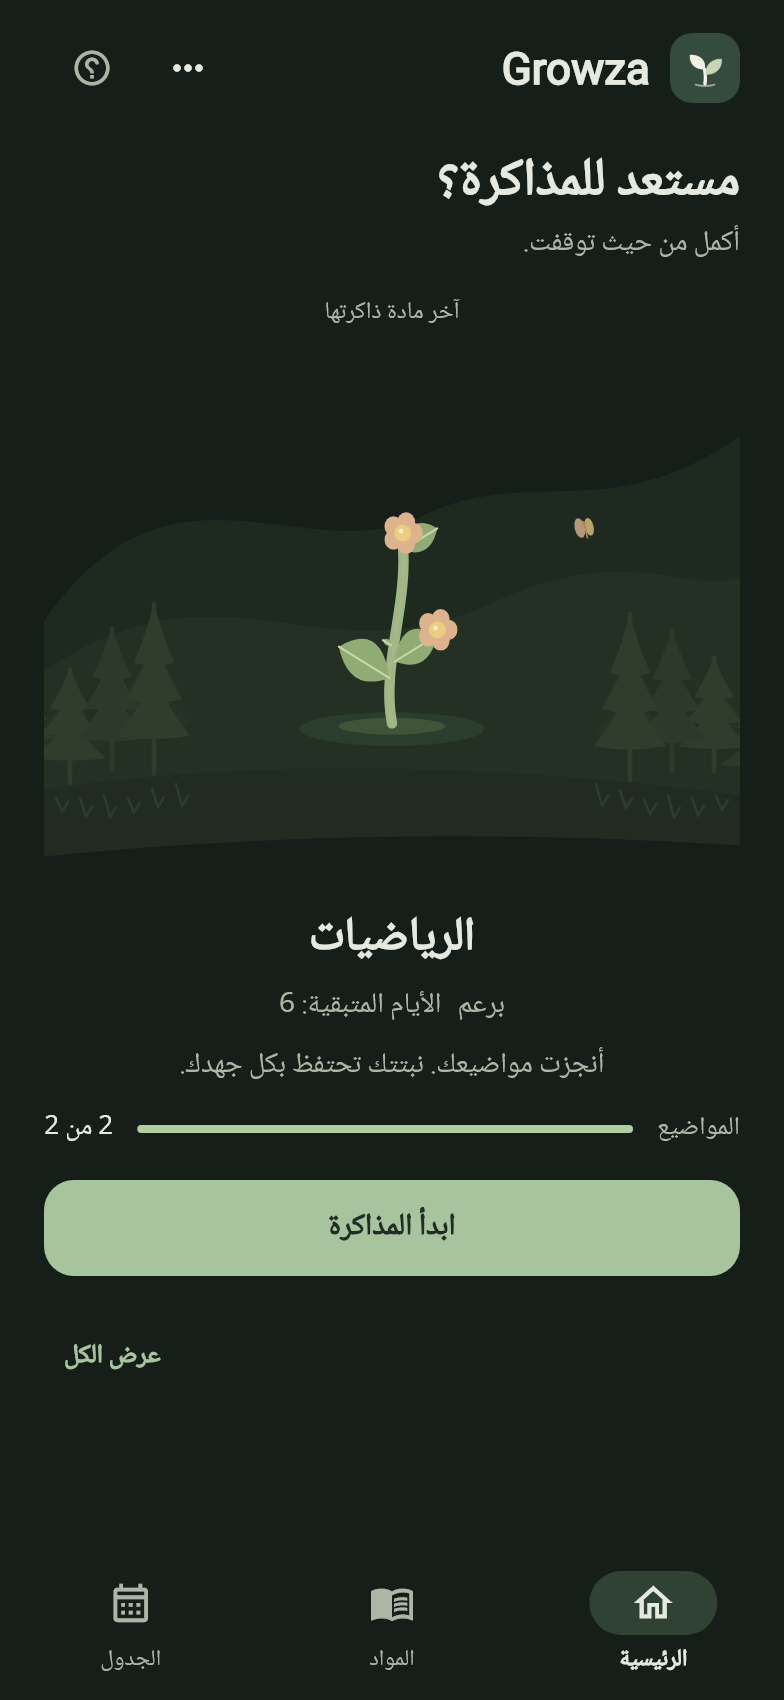 Growza
مستعد للمذاكرة؟
أكمل من حيث توقفت.
آخر مادة ذاكرتها
الرياضيات
برعم الأيام المتبقية: 6
أنجزت مواضيعك. نبتتك تحتفظ بكل جهدك.
المواضيع 2 من 2
ابدأ المذاكرة
عرض الكل
الرئيسية المواد الجدول